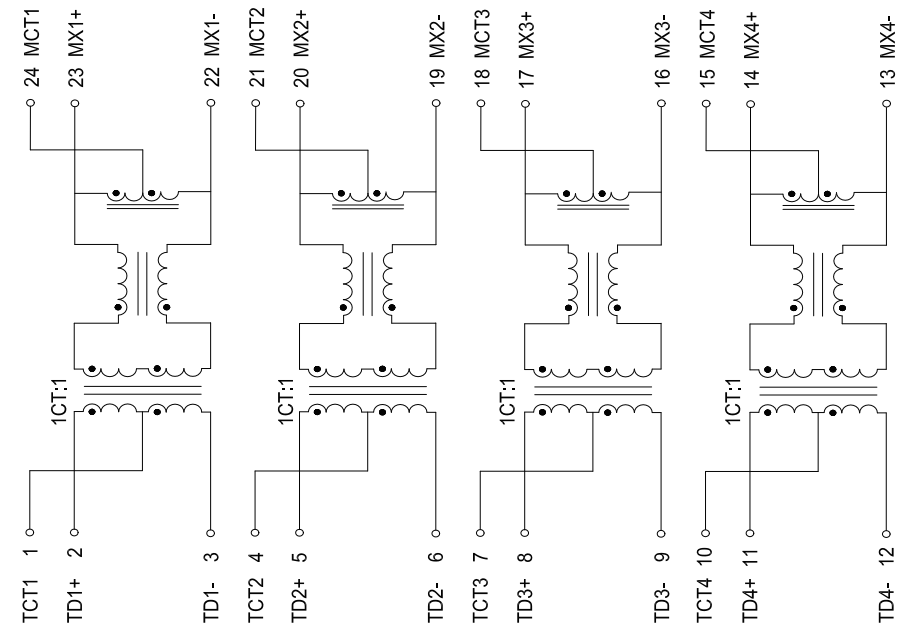 24 MCT1
23 MX1+
22 MX1-
21 MCT2
20 MX2+
19 MX2-
18 MCT3
17 MX3+
16 MX3-
15 MCT4
14 MX4+
13 MX4-
1CT:1
1CT:1
1CT:1
1CT:1
TCT1 1
TD1+ 2
TD1- 3
TCT2 4
TD2+ 5
TD2- 6
TCT3 7
TD3+ 8
TD3- 9
TCT4 10
TD4+ 11
TD4- 12